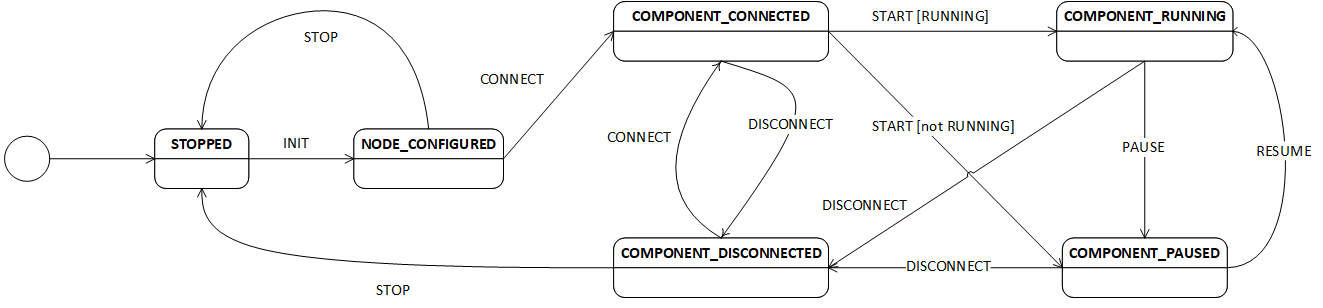 COMPONENT_CONNECTED
START [RUNNING]
COMPONENT_RUNNING
STOP
CONNECT
DISCONNECT
START [not RUNNING]
CONNECT
STOPPED
INIT
NODE_CONFIGURED
PAUSE
RESUME
DISCONNECT
COMPONENT_DISCONNECTED
DISCONNECT
COMPONENT_PAUSED
STOP